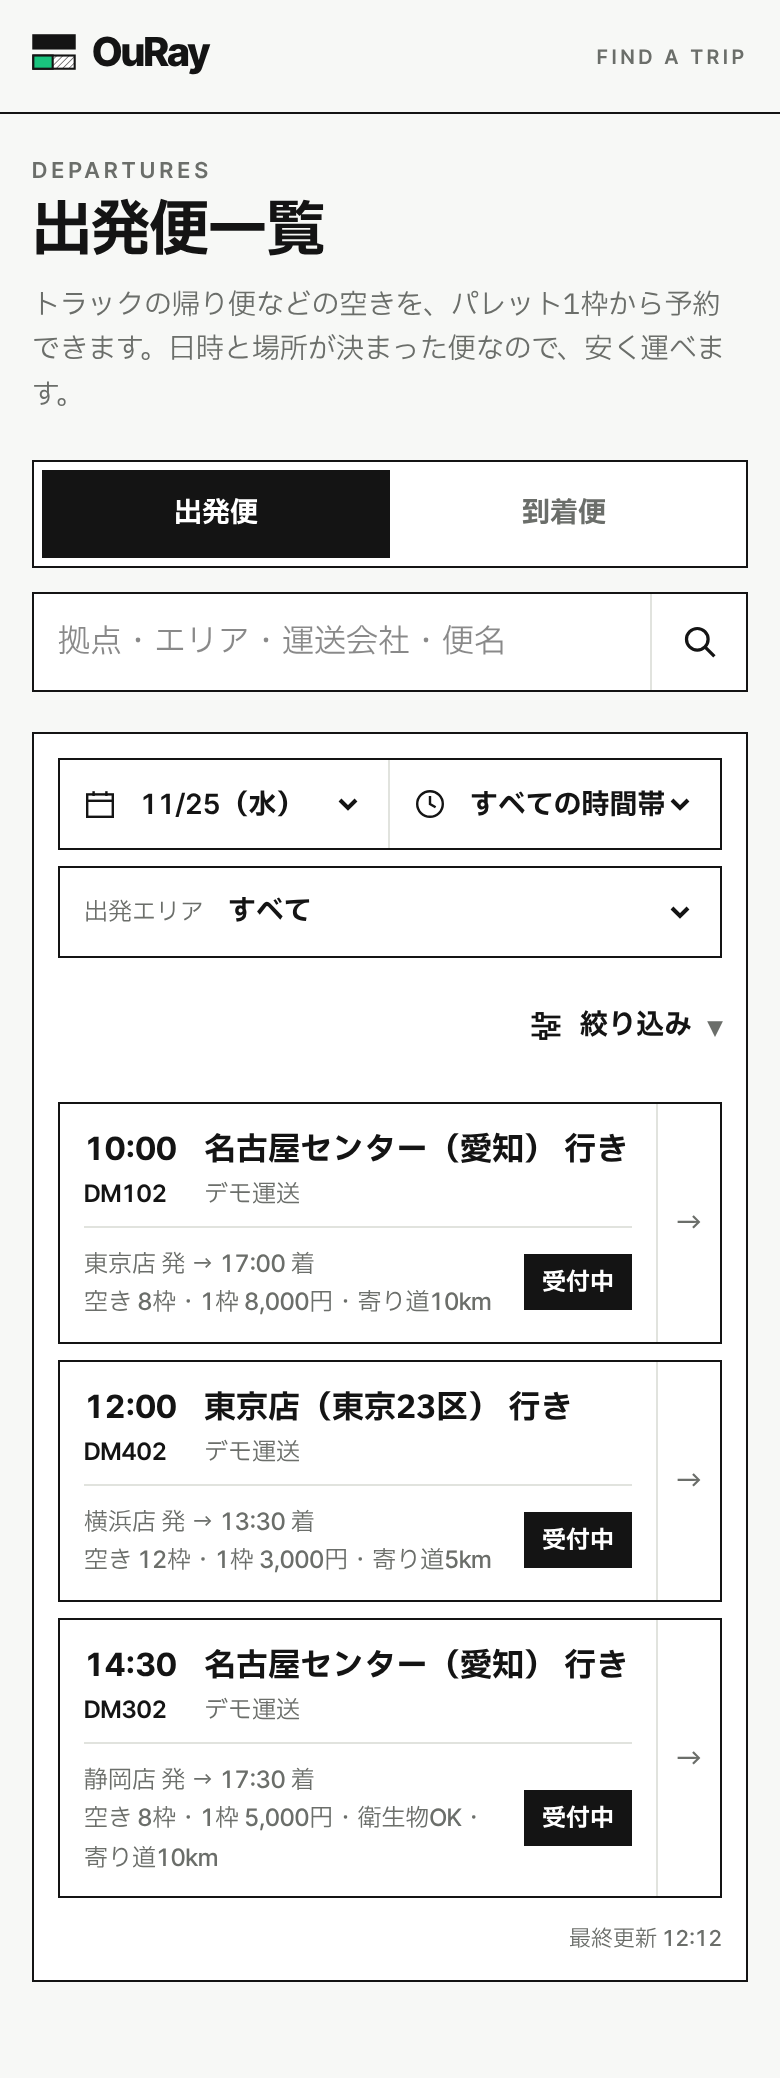 OuRay
FIND A TRIP
DEPARTURES
出発便一覧
トラックの帰り便などの空きを、パレット1枠から予約
できます。日時と場所が決まった便なので、安く運べま
す。
出発便
到着便
拠点・エリア・運送会社・便名
11/25（水）
すべての時間帯
出発エリア すべて
絞り込み ▼
10:00 名古屋センター（愛知） 行き
DM102 デモ運送
→
東京店 発 → 17:00 着
空き 8枠・1枠 8,000円・寄り道10km
受付中
12:00 東京店（東京23区） 行き
DM402 デモ運送
→
横浜店 発 → 13:30 着
空き 12枠・1枠 3,000円・寄り道5km
受付中
14:30 名古屋センター（愛知） 行き
DM302 デモ運送
→
静岡店 発 → 17:30 着
空き 8枠・1枠 5,000円・衛生物OK・
寄り道10km
受付中
最終更新 12:12